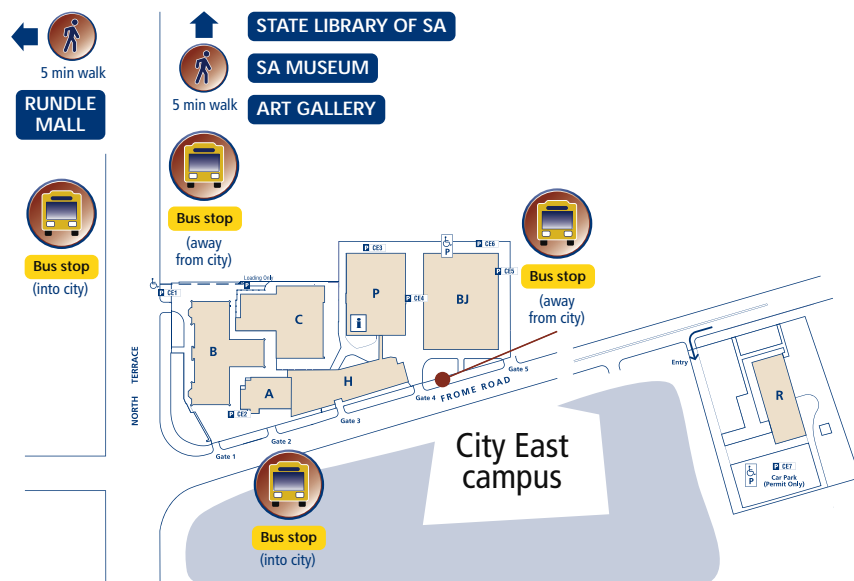 STATE LIBRARY OF SA
SA MUSEUM
ART GALLERY
5 min walk
5 min walk
RUNDLE
MALL
Bus stop
(into city)
Bus stop
(away
from city)
Bus stop
(away
from city)
P CE3
P
P CE6
P CE5
P CE4
Loading Only
P
P CE1
P
i
BJ
C
B
A
H
P CE2
NORTH TERRACE
Gate 1
Gate 2
Gate 3
Gate 4
Gate 5
FROME ROAD
Entry
R
P
P CE7
Car Park
(Permit Only)
City East
campus
Bus stop
(into city)